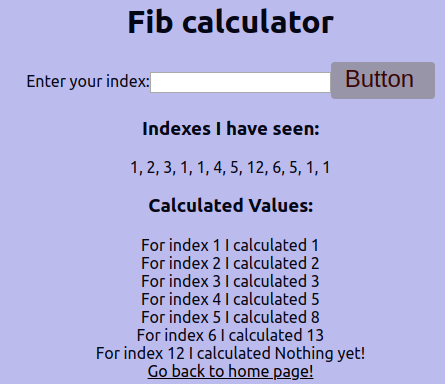 Fib calculator
Enter your index: Button
Indexes I have seen:
1, 2, 3, 1, 1, 4, 5, 12, 6, 5, 1, 1
Calculated Values:
For index 1 I calculated 1
For index 2 I calculated 2
For index 3 I calculated 3
For index 4 I calculated 5
For index 5 I calculated 8
For index 6 I calculated 13
For index 12 I calculated Nothing yet!
Go back to home page!